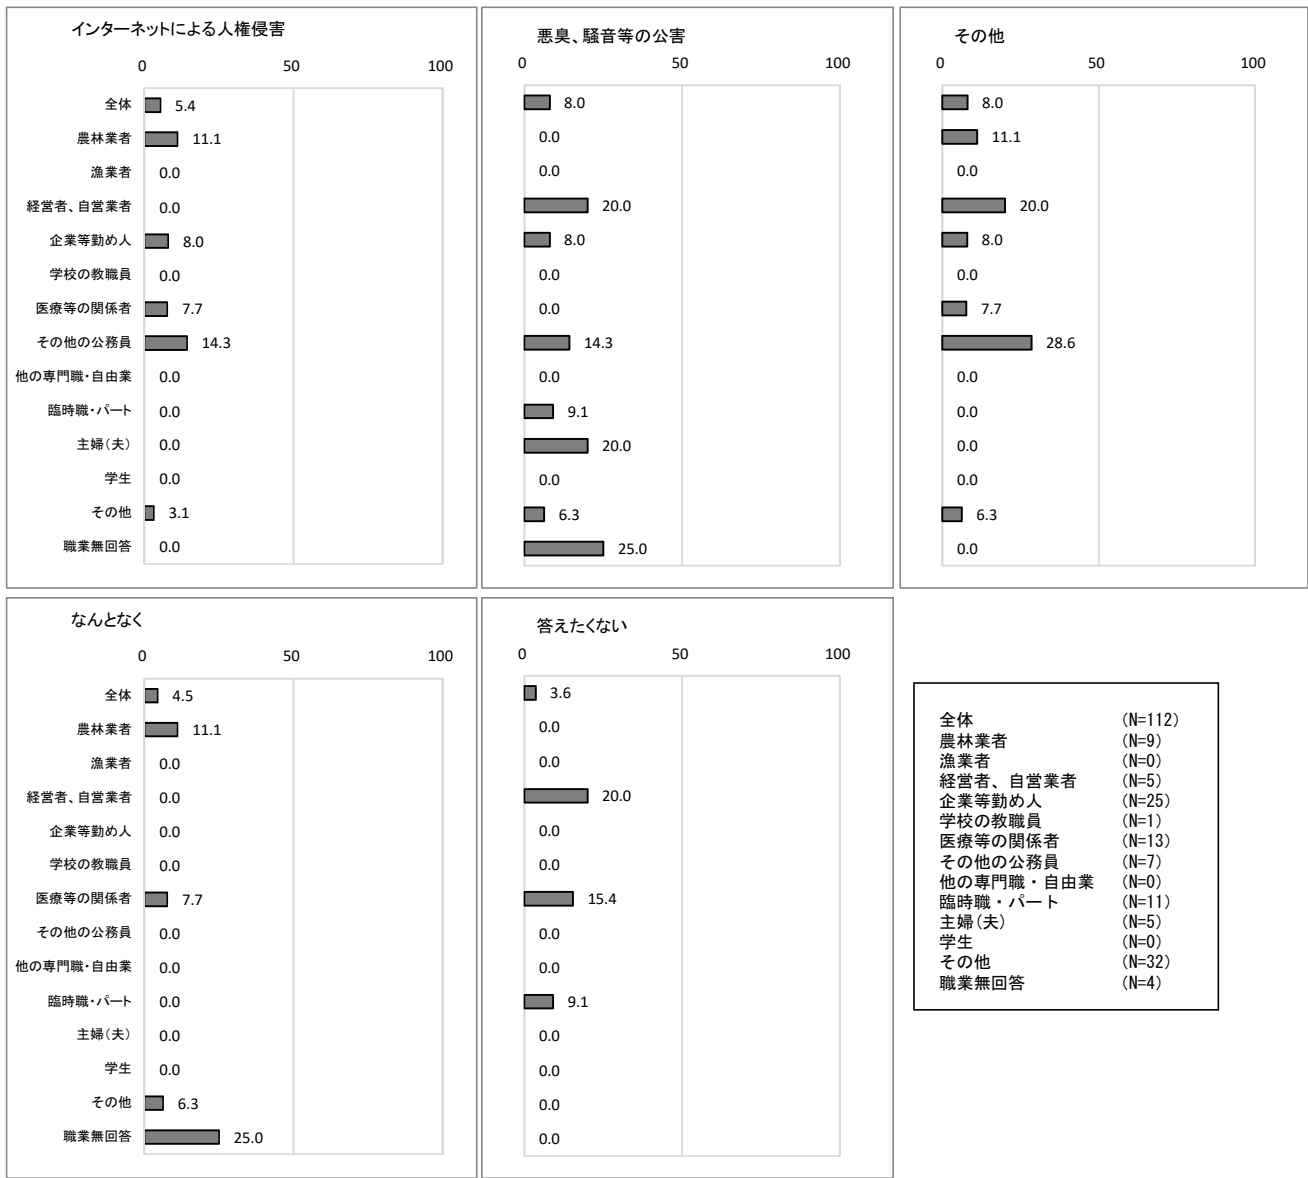 インターネットによる人権侵害
0 50 100
全体 5.4
農林業者 11.1
漁業者 0.0
経営者、自営業者 0.0
企業等勤め人 8.0
学校の教職員 0.0
医療等の関係者 7.7
その他の公務員 14.3
他の専門職・自由業 0.0
臨時職・パート 0.0
主婦(夫) 0.0
学生 0.0
その他 3.1
職業無回答 0.0
悪臭、騒音等の公害
0 50 100
8.0
0.0
0.0
20.0
8.0
0.0
0.0
14.3
0.0
9.1
20.0
0.0
6.3
25.0
その他
0 50 100
8.0
11.1
0.0
20.0
8.0
0.0
7.7
28.6
0.0
0.0
0.0
0.0
6.3
0.0
なんとなく
0 50 100
全体 4.5
農林業者 11.1
漁業者 0.0
経営者、自営業者 0.0
企業等勤め人 0.0
学校の教職員 0.0
医療等の関係者 7.7
その他の公務員 0.0
他の専門職・自由業 0.0
臨時職・パート 0.0
主婦(夫) 0.0
学生 0.0
その他 6.3
職業無回答 25.0
答えたくない
0 50 100
3.6
0.0
0.0
20.0
0.0
0.0
15.4
0.0
0.0
9.1
0.0
0.0
0.0
0.0
全体 (N=112)
農林業者 (N=9)
漁業者 (N=0)
経営者、自営業者 (N=5)
企業等勤め人 (N=25)
学校の教職員 (N=1)
医療等の関係者 (N=13)
その他の公務員 (N=7)
他の専門職・自由業 (N=0)
臨時職・パート (N=11)
主婦(夫) (N=5)
学生 (N=0)
その他 (N=32)
職業無回答 (N=4)